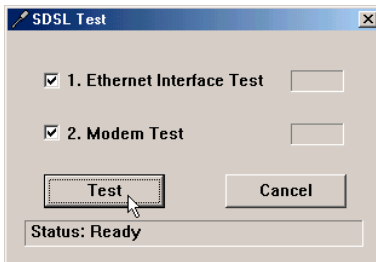 SDSL Test
1. Ethernet Interface Test
2. Modem Test
Test Cancel
Status: Ready